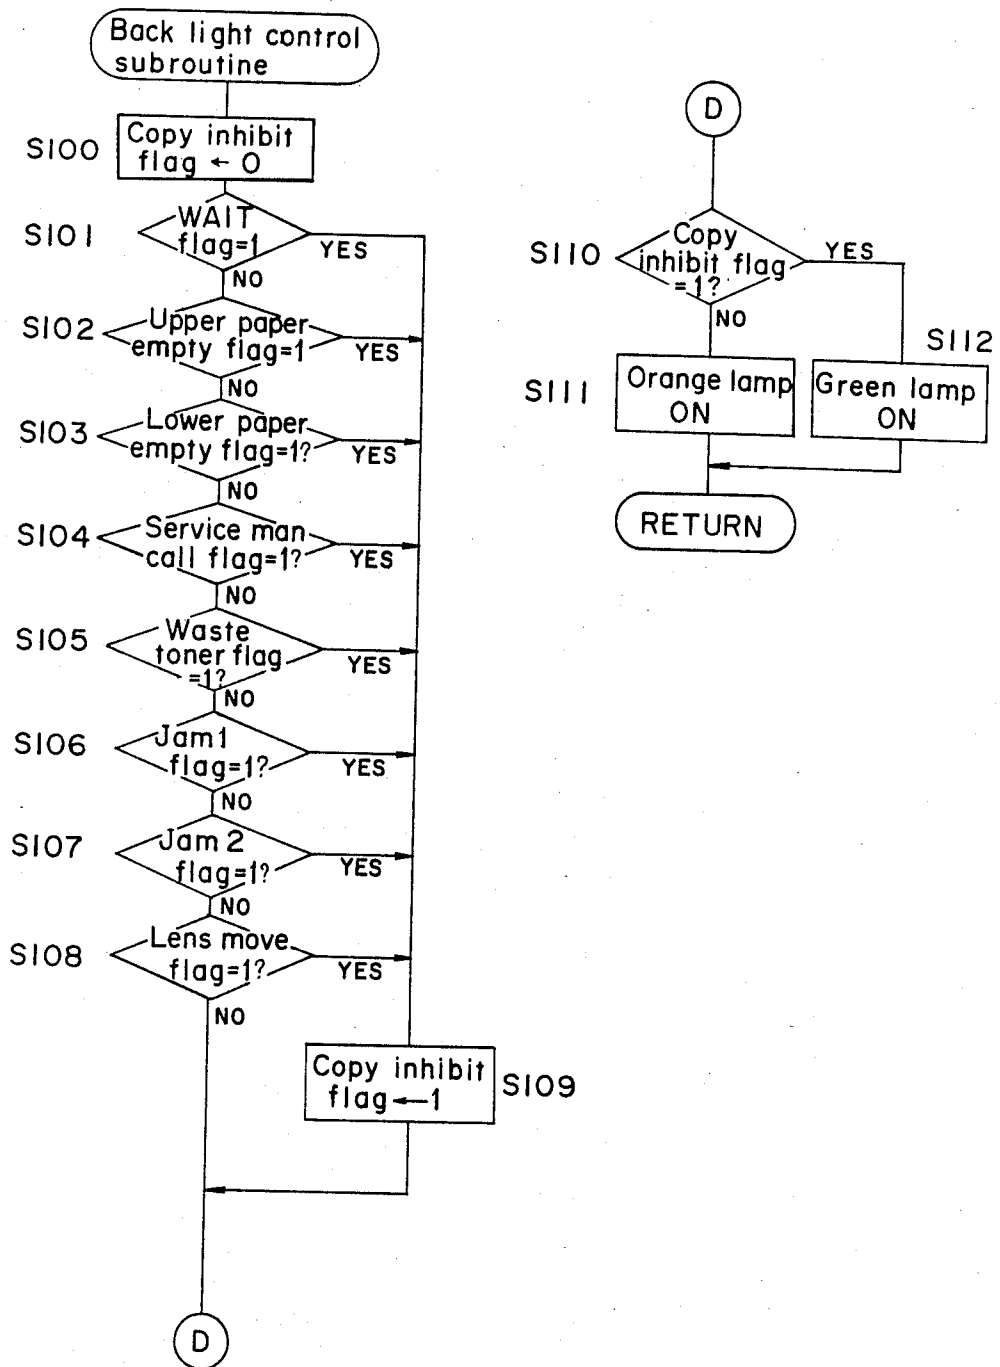 Back light control
subroutine
S100
Copy inhibit
flag ← 0
S101
WAIT
flag=1
YES
NO
S102
Upper paper
empty flag=1
YES
NO
S103
Lower paper
empty flag=1?
YES
NO
S104
Service man
call flag=1?
YES
NO
S105
Waste
toner flag
=1?
YES
NO
S106
Jam1
flag=1?
YES
NO
S107
Jam 2
flag=1?
YES
NO
S108
Lens move
flag=1?
YES
NO
Copy inhibit
flag←1
S109
D
D
S110
Copy
inhibit flag
=1?
YES
NO
S111
Orange lamp
ON
S112
Green lamp
ON
RETURN